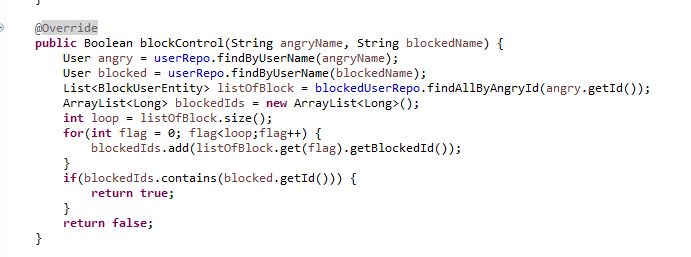 }
@Override
public Boolean blockControl(String angryName, String blockedName) {
User angry = userRepo.findByUserName(angryName);
User blocked = userRepo.findByUserName(blockedName);
List<BlockUserEntity> listOfBlock = blockedUserRepo.findAllByAngryId(angry.getId());
ArrayList<Long> blockedIds = new ArrayList<Long>();
int loop = listOfBlock.size();
for(int flag = 0; flag<loop;flag++) {
blockedIds.add(listOfBlock.get(flag).getBlockedId());
}
if(blockedIds.contains(blocked.getId())) {
return true;
}
return false;
}